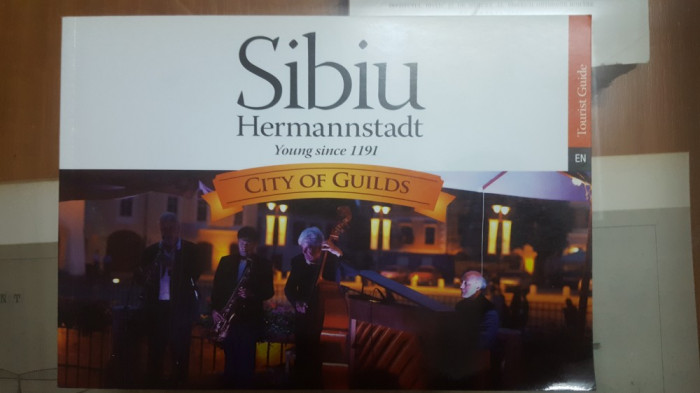 Sibiu
Hermannstadt
Young since 1191
CITY OF GUILDS
Tourist Guide
EN